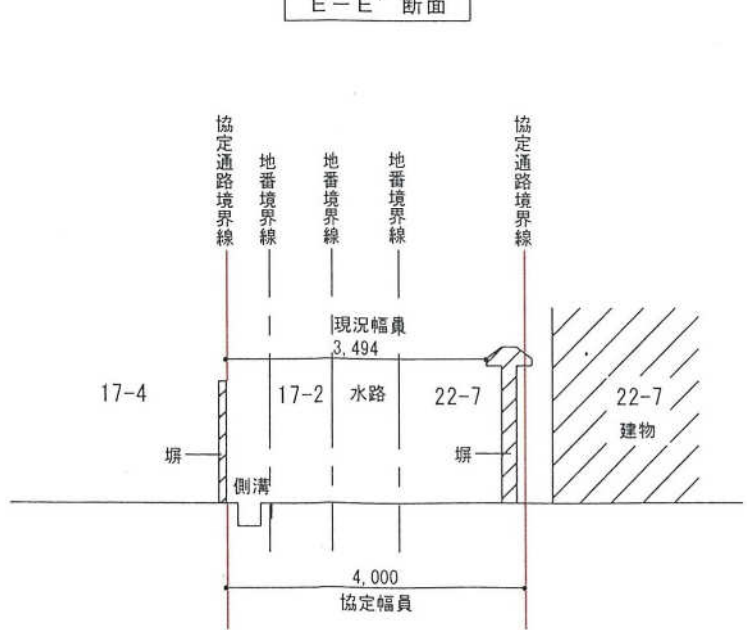 E－E' 断面
協定通路境界線
地番境界線
地番境界線
地番境界線
協定通路境界線
現況幅員
3,494
17-4
17-2
水路
22-7
22-7
建物
塀
塀
側溝
4,000
協定幅員